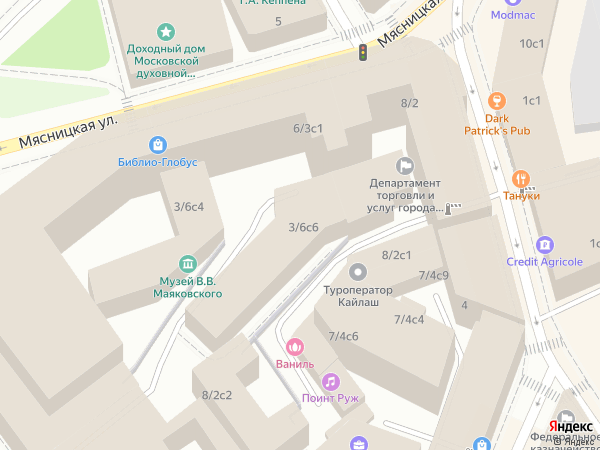 Г.А. Кеппена
5
Modmac
Доходный дом
Московской
духовной...
Мясницкая
10с1
8/2
1с1
Dark
Patrick's Pub
Мясницкая ул.
6/3с1
Библио-Глобус
Департамент
торговли и
услуг города...
Тануки
3/6с4
3/6с6
1с
Credit Agricole
8/2с1
7/4с9
Музей В.В.
Маяковского
Туроператор
Кайлаш
4
7/4с4
7/4с6
Ваниль
8/2с2
Поинт Руж
Яндекс
Федеральное
© Яндекс
казначейство